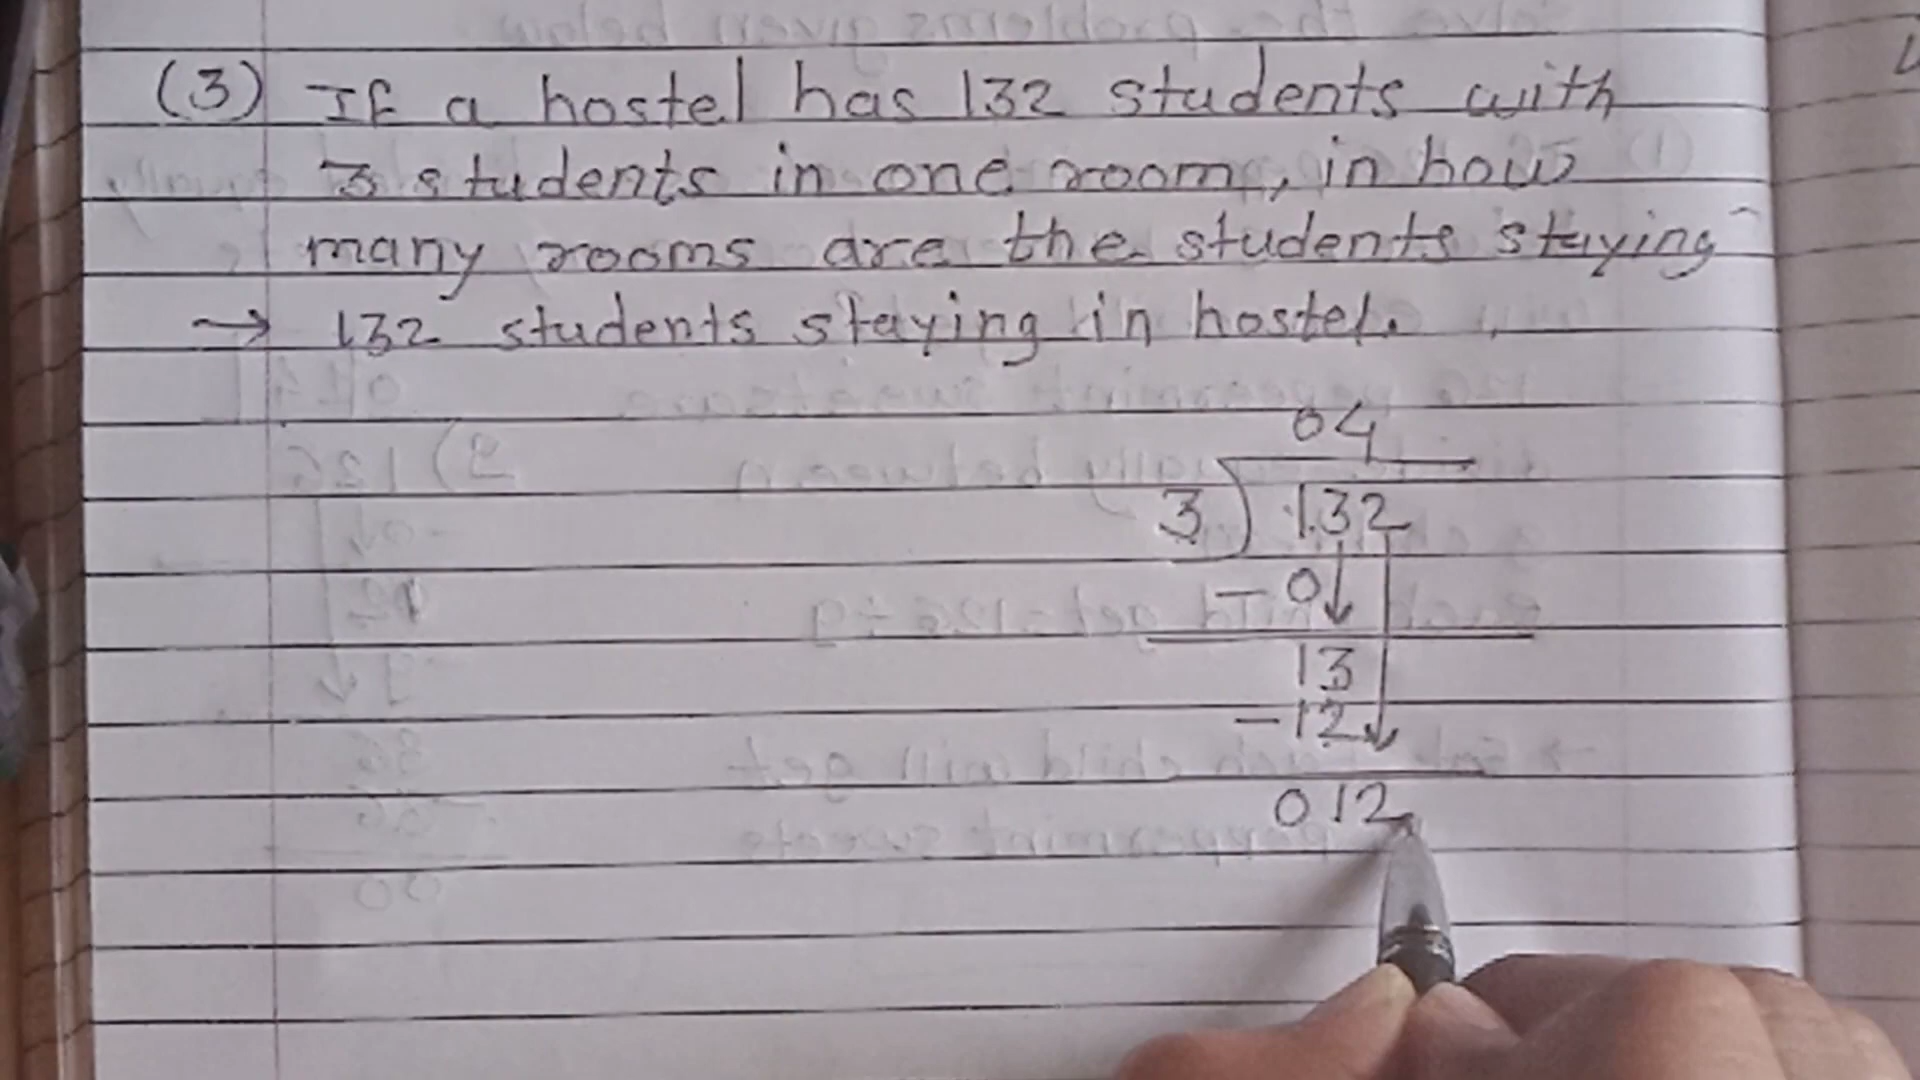 (3) If a hostel has 132 students with
3 students in one room, in how
many rooms are the students staying
→ 132 students staying in hostel.
04
3) 132
- 0↓
13
-12↓
012